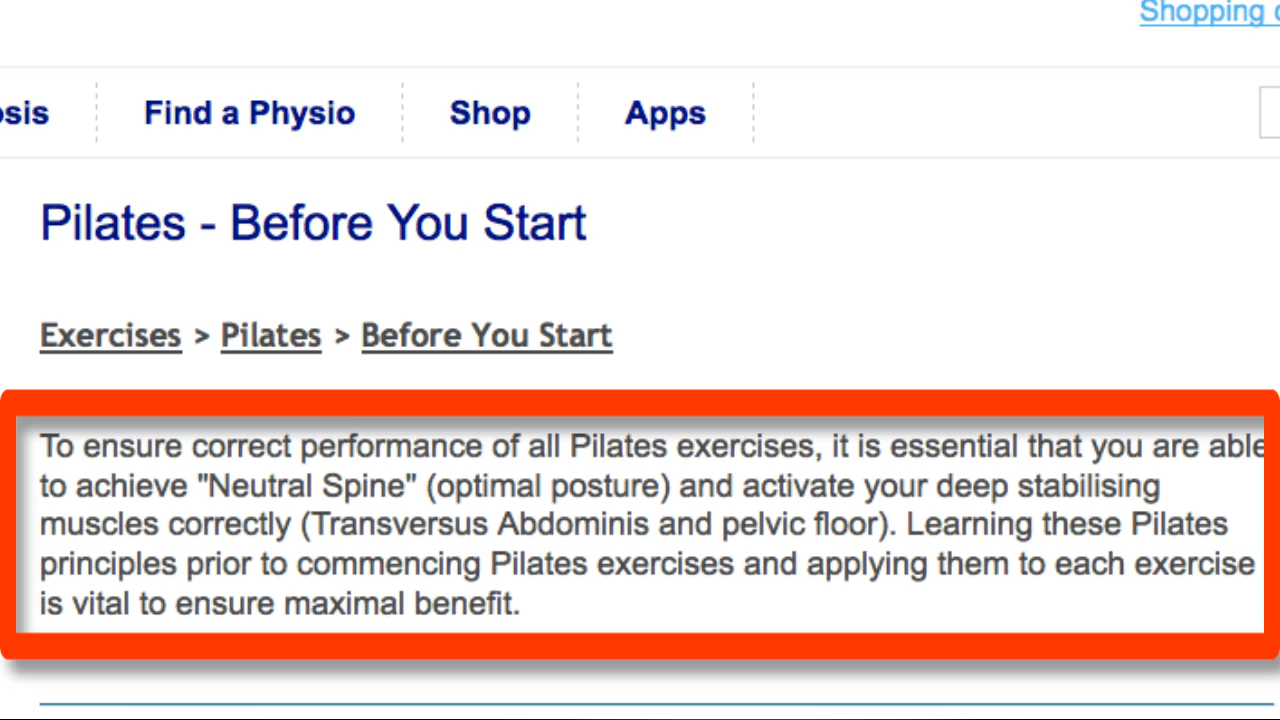 Shopping
Find a Physio Shop Apps
Pilates - Before You Start
Exercises > Pilates > Before You Start
To ensure correct performance of all Pilates exercises, it is essential that you are able
to achieve "Neutral Spine" (optimal posture) and activate your deep stabilising
muscles correctly (Transversus Abdominis and pelvic floor). Learning these Pilates
principles prior to commencing Pilates exercises and applying them to each exercise
is vital to ensure maximal benefit.